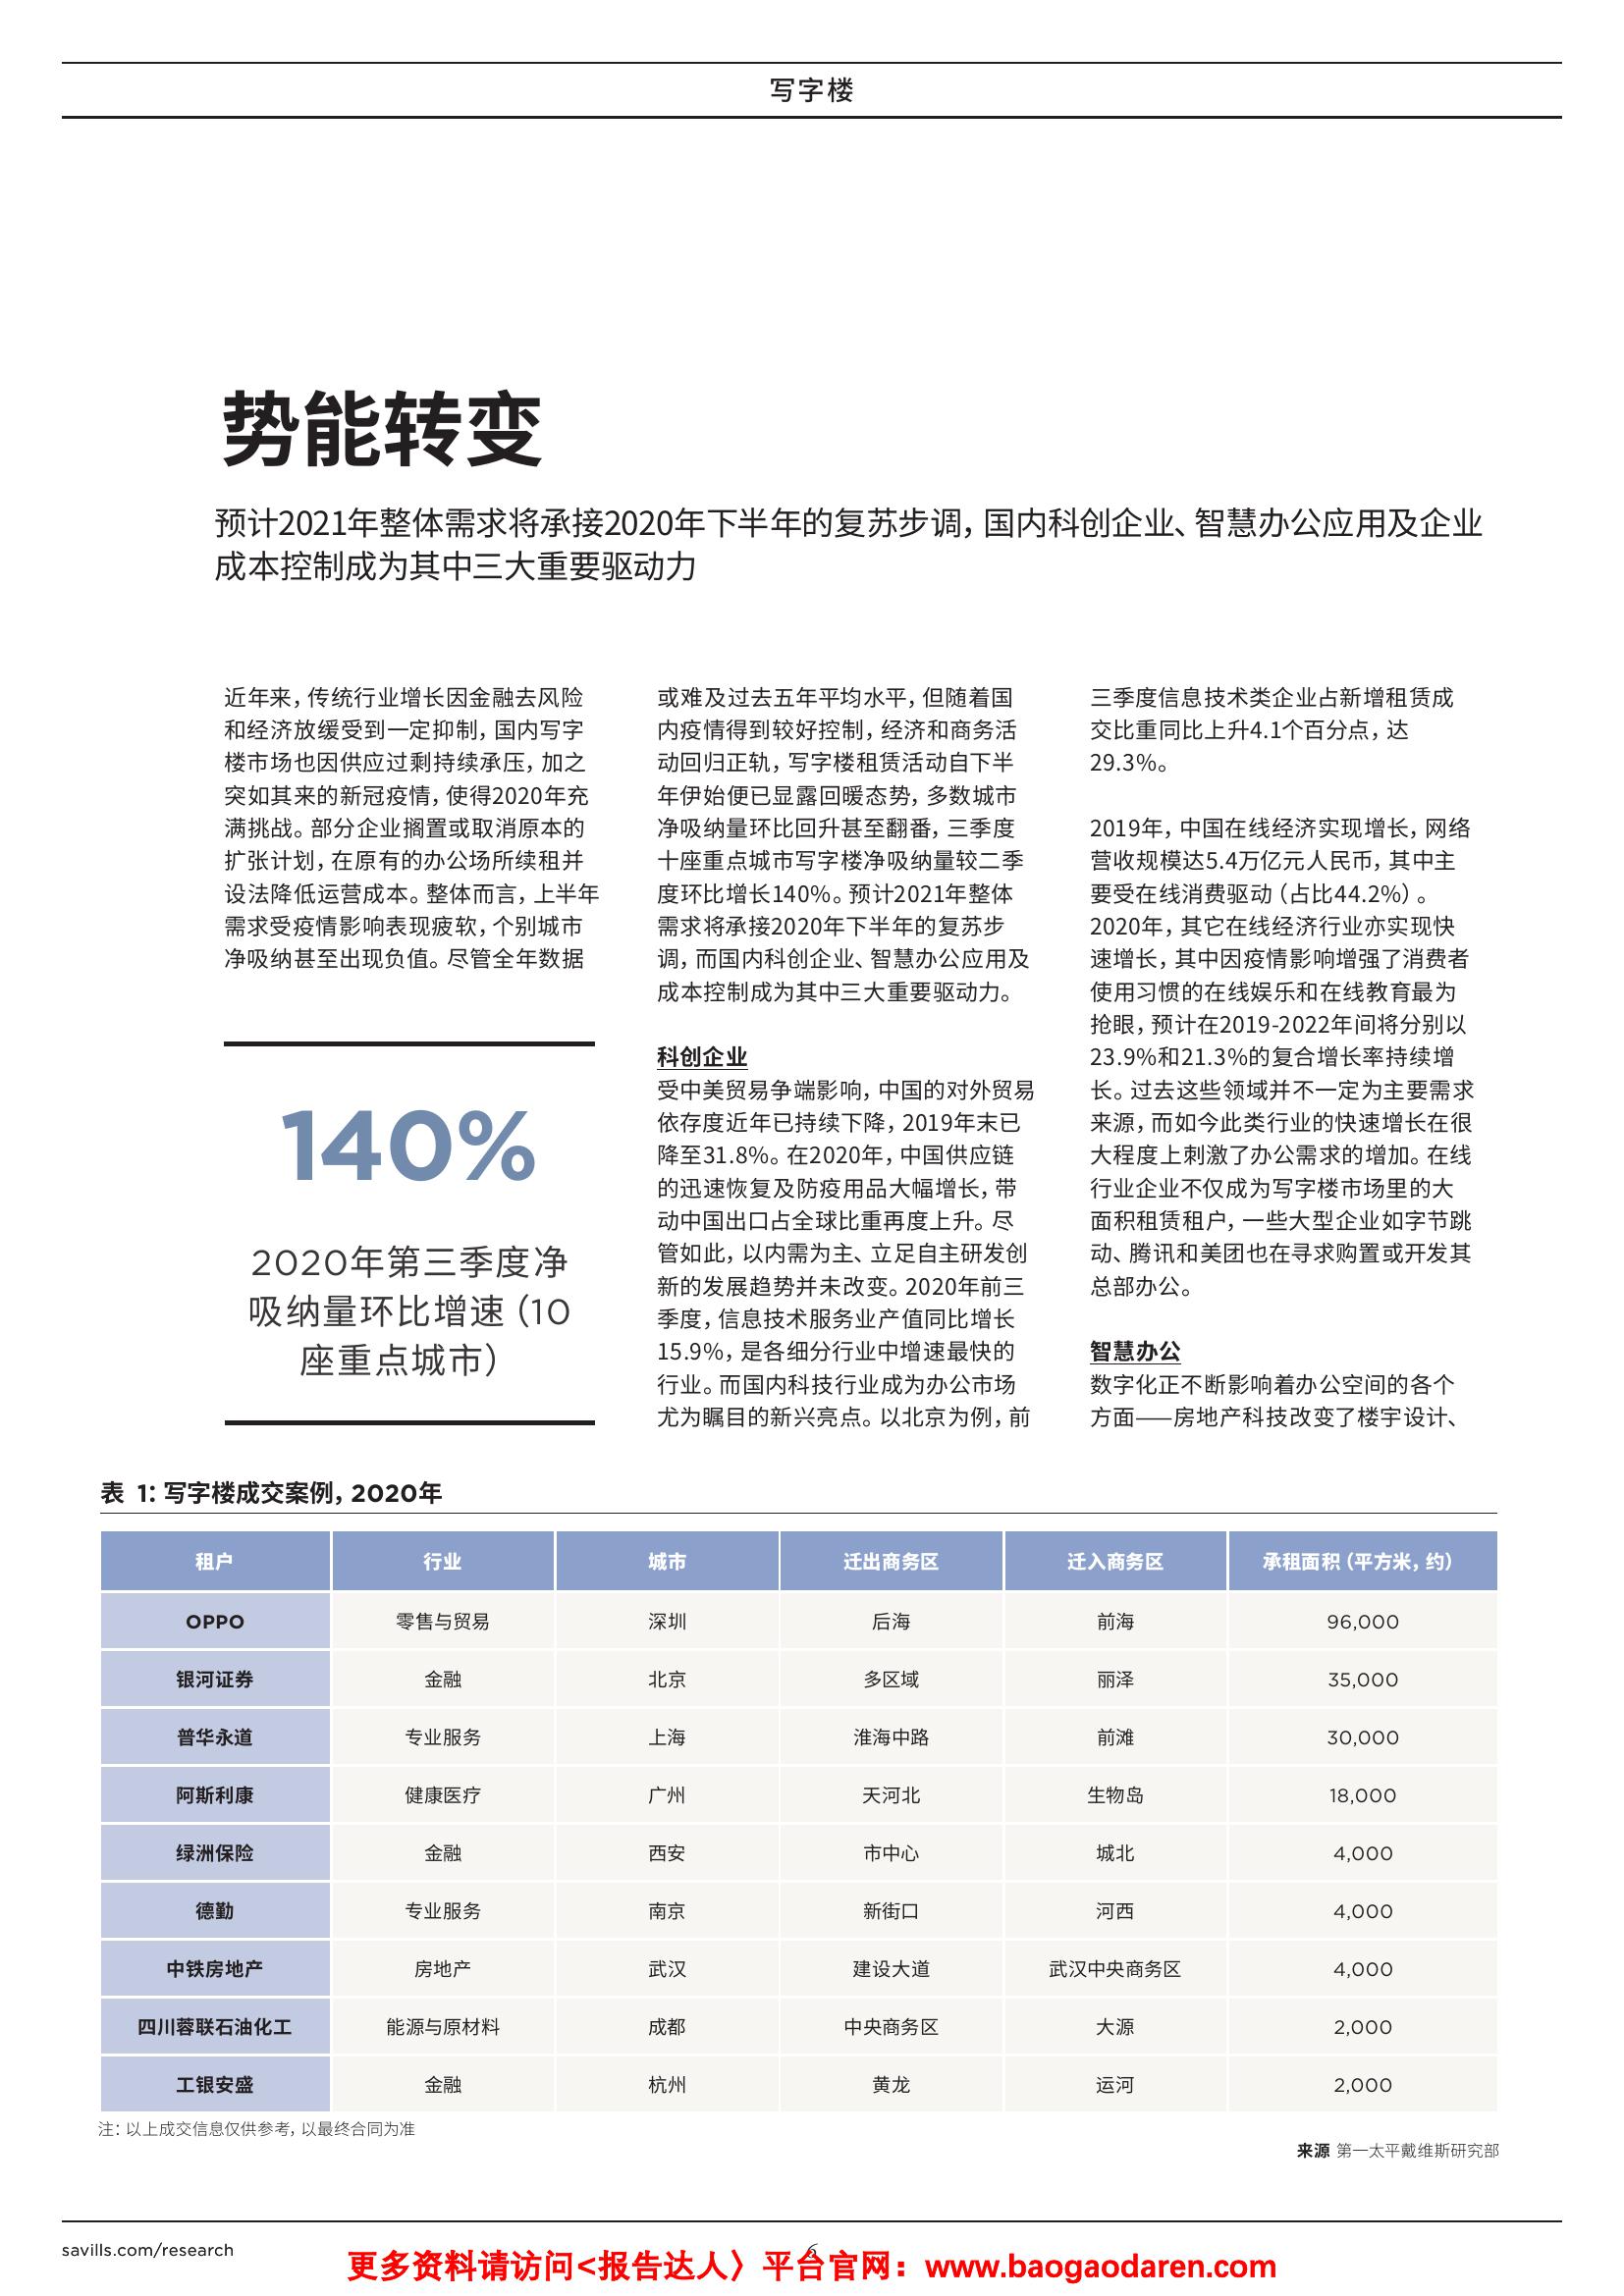 写字楼
势能转变
预计2021年整体需求将承接2020年下半年的复苏步调，国内科创企业、智慧办公应用及企业
成本控制成为其中三大重要驱动力
近年来，传统行业增长因金融去风险
和经济放缓受到一定抑制，国内写字
楼市场也因供应过剩持续承压，加之
突如其来的新冠疫情，使得2020年充
满挑战。部分企业搁置或取消原本的
扩张计划，在原有的办公场所续租并
设法降低运营成本。整体而言，上半年
需求受疫情影响表现疲软，个别城市
净吸纳甚至出现负值。尽管全年数据
140%
2020年第三季度净
吸纳量环比增速（10
座重点城市）
或难及过去五年平均水平，但随着国
内疫情得到较好控制，经济和商务活
动回归正轨，写字楼租赁活动自下半
年伊始便已显露回暖态势，多数城市
净吸纳量环比回升甚至翻番，三季度
十座重点城市写字楼净吸纳量较二季
度环比增长140%。预计2021年整体
需求将承接2020年下半年的复苏步
调，而国内科创企业、智慧办公应用及
成本控制成为其中三大重要驱动力。
科创企业
受中美贸易争端影响，中国的对外贸易
依存度近年已持续下降，2019年末已
降至31.8%。在2020年，中国供应链
的迅速恢复及防疫用品大幅增长，带
动中国出口占全球比重再度上升。尽
管如此，以内需为主、立足自主研发创
新的发展趋势并未改变。2020年前三
季度，信息技术服务业产值同比增长
15.9%，是各细分行业中增速最快的
行业。而国内科技行业成为办公市场
尤为瞩目的新兴亮点。以北京为例，前
三季度信息技术类企业占新增租赁成
交比重同比上升4.1个百分点，达
29.3%。
2019年，中国在线经济实现增长，网络
营收规模达5.4万亿元人民币，其中主
要受在线消费驱动（占比44.2%）。
2020年，其它在线经济行业亦实现快
速增长，其中因疫情影响增强了消费者
使用习惯的在线娱乐和在线教育最为
抢眼，预计在2019-2022年间将分别以
23.9%和21.3%的复合增长率持续增
长。过去这些领域并不一定为主要需求
来源，而如今此类行业的快速增长在很
大程度上刺激了办公需求的增加。在线
行业企业不仅成为写字楼市场里的大
面积租赁租户，一些大型企业如字节跳
动、腾讯和美团也在寻求购置或开发其
总部办公。
智慧办公
数字化正不断影响着办公空间的各个
方面——房地产科技改变了楼宇设计、
表 1：写字楼成交案例，2020年
租户 行业 城市 迁出商务区 迁入商务区 承租面积（平方米，约）
OPPO 零售与贸易 深圳 后海 前海 96,000
银河证券 金融 北京 多区域 丽泽 35,000
普华永道 专业服务 上海 淮海中路 前滩 30,000
阿斯利康 健康医疗 广州 天河北 生物岛 18,000
绿洲保险 金融 西安 市中心 城北 4,000
德勤 专业服务 南京 新街口 河西 4,000
中铁房地产 房地产 武汉 建设大道 武汉中央商务区 4,000
四川蓉联石油化工 能源与原材料 成都 中央商务区 大源 2,000
工银安盛 金融 杭州 黄龙 运河 2,000
注：以上成交信息仅供参考，以最终合同为准
来源 第一太平戴维斯研究部
savills.com/research
6
更多资料请访问<报告达人〉平台官网：www.baogaodaren.com